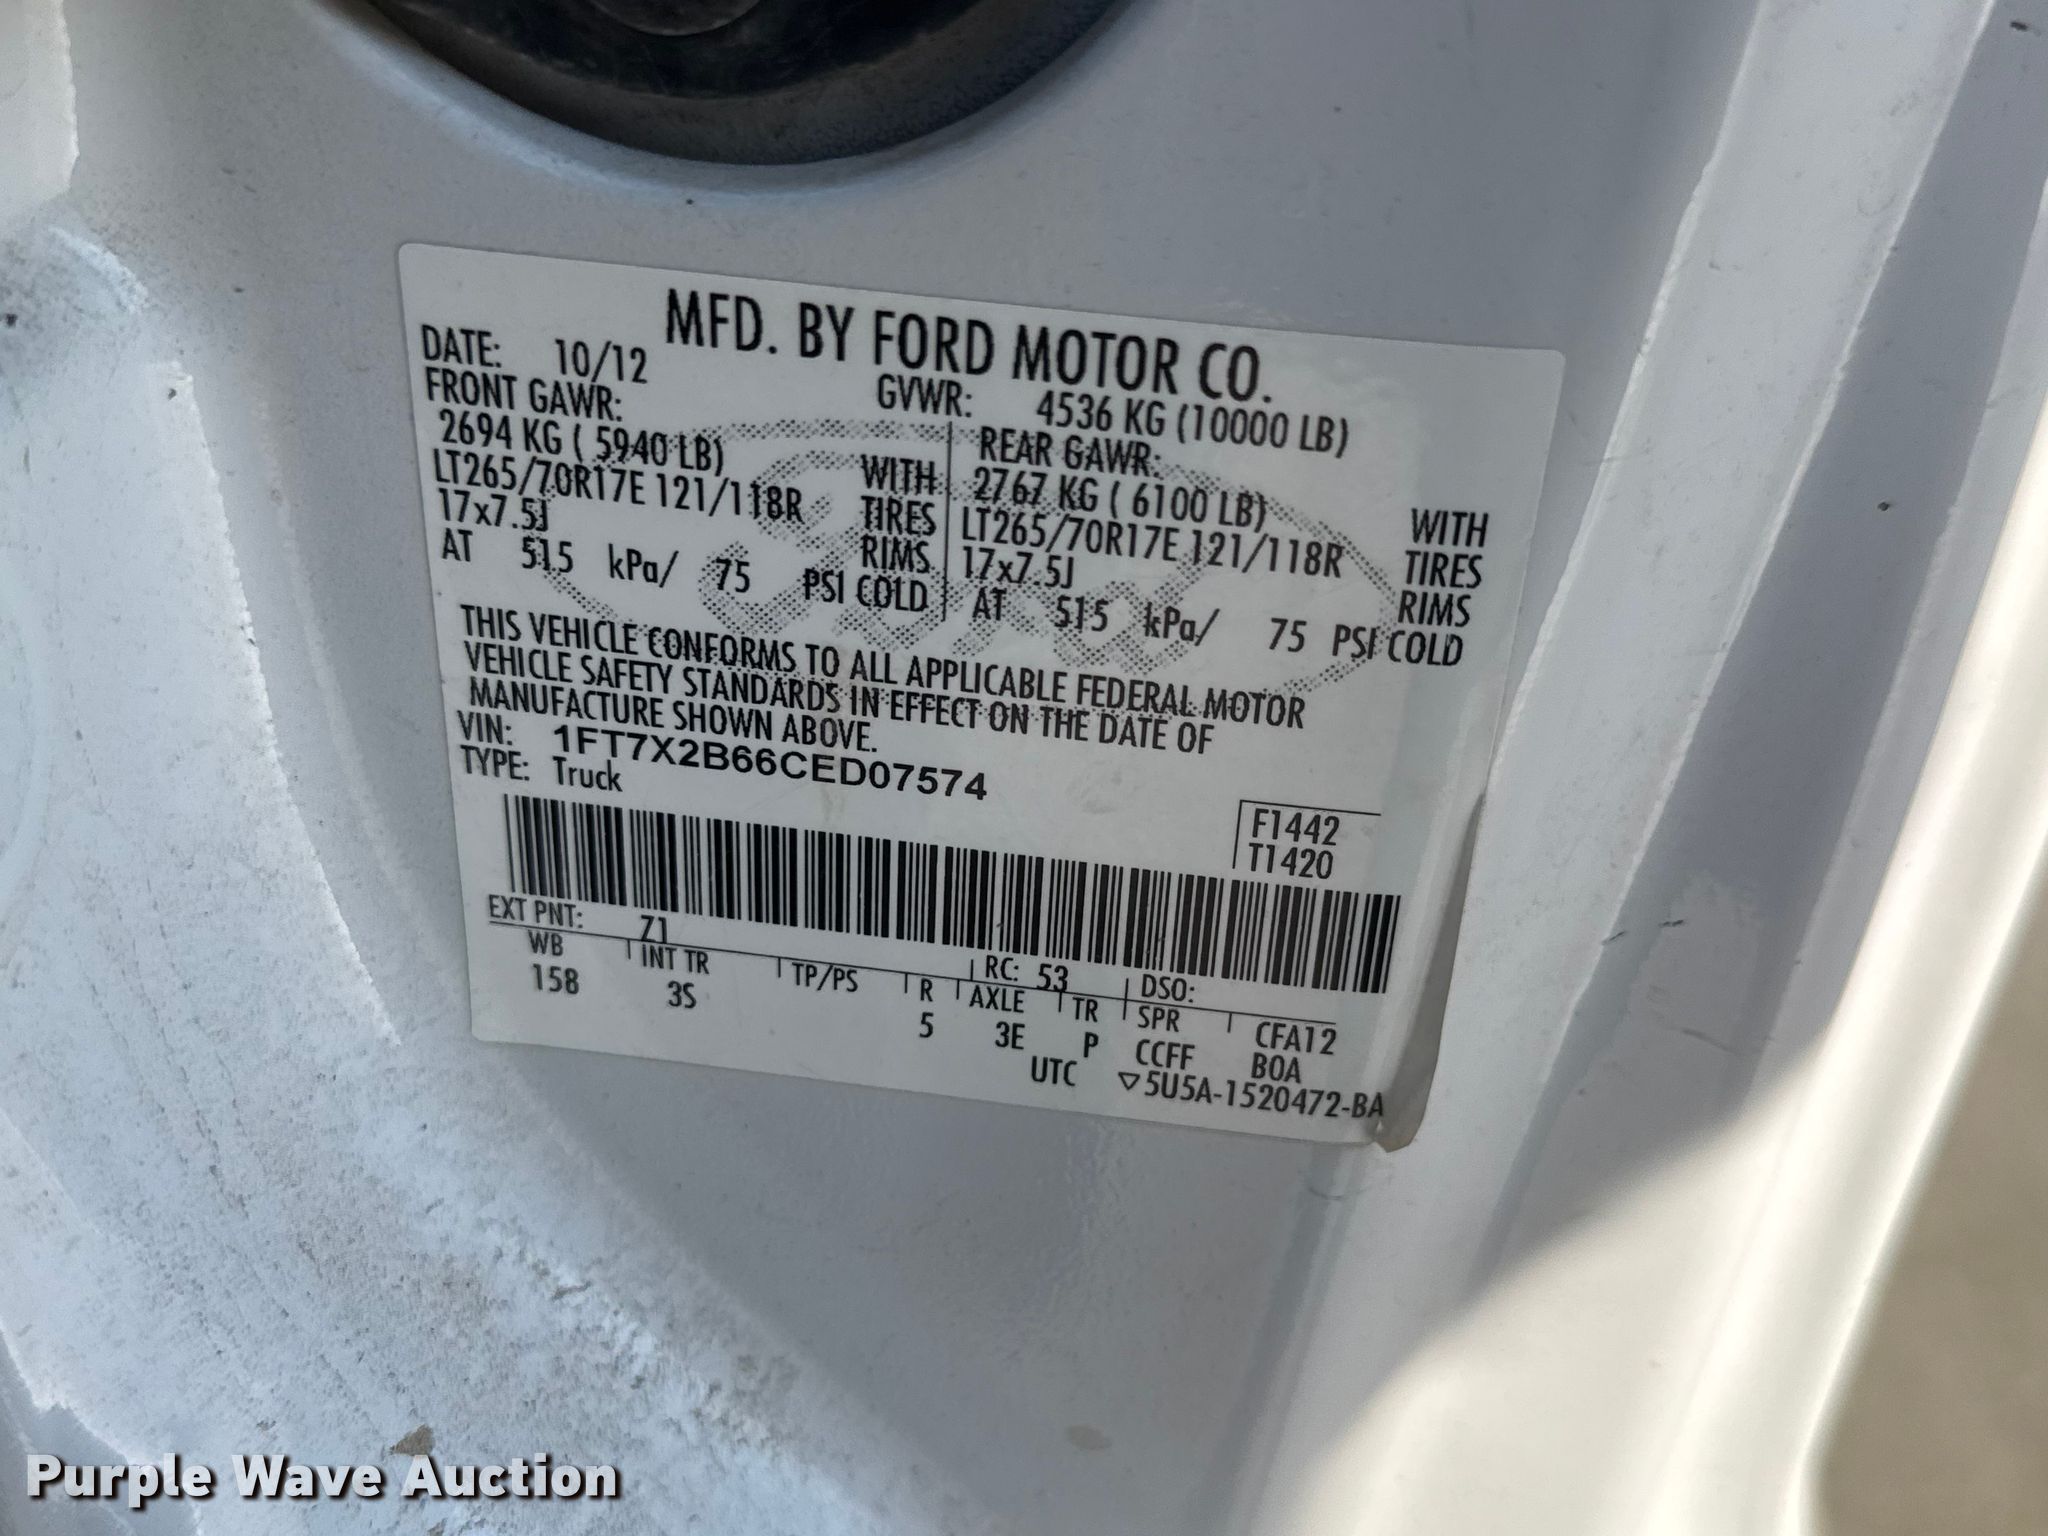 MFD. BY FORD MOTOR CO.
DATE: 10/12 GVWR: 4536 KG (10000 LB)
FRONT GAWR: REAR GAWR:
2694 KG ( 5940 LB) WITH 2767 KG ( 6100 LB) WITH
LT265/70R17E 121/118R TIRES LT265/70R17E 121/118R TIRES
17x7.5J RIMS 17x7.5J RIMS
AT 515 kPa/ 75 PSI COLD AT 515 kPa/ 75 PSI COLD
THIS VEHICLE CONFORMS TO ALL APPLICABLE FEDERAL MOTOR
VEHICLE SAFETY STANDARDS IN EFFECT ON THE DATE OF
MANUFACTURE SHOWN ABOVE.
VIN: 1FT7X2B66CED07574
TYPE: Truck
F1442
T1420
EXT PNT: Z1 RC: 53 DSO:
WB INT TR TP/PS R AXLE TR SPR CFA12
158 3S 5 3E P CCFF BOA
UTC ▽5U5A-1520472-BA
Purple Wave Auction